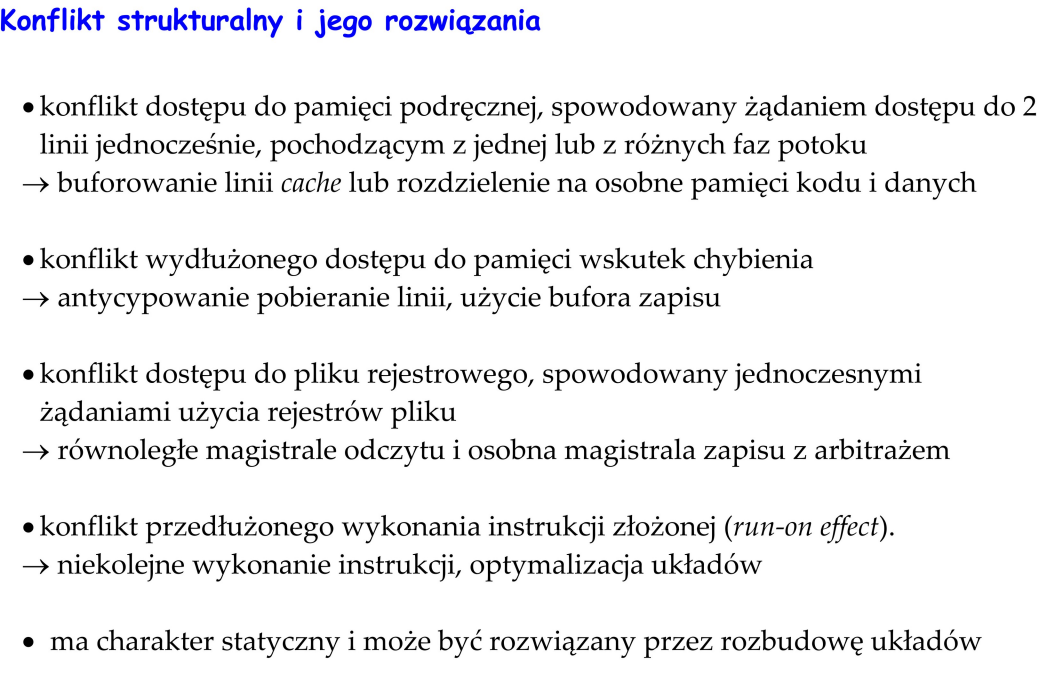 Konflikt strukturalny i jego rozwiązania
• konflikt dostępu do pamięci podręcznej, spowodowany żądaniem dostępu do 2
linii jednocześnie, pochodzącym z jednej lub z różnych faz potoku
→ buforowanie linii cache lub rozdzielenie na osobne pamięci kodu i danych
• konflikt wydłużonego dostępu do pamięci wskutek chybienia
→ antycypowanie pobieranie linii, użycie bufora zapisu
• konflikt dostępu do pliku rejestrowego, spowodowany jednoczesnymi
żądaniami użycia rejestrów pliku
→ równoległe magistrale odczytu i osobna magistrala zapisu z arbitrażem
• konflikt przedłużonego wykonania instrukcji złożonej (run-on effect).
→ niekolejne wykonanie instrukcji, optymalizacja układów
• ma charakter statyczny i może być rozwiązany przez rozbudowę układów